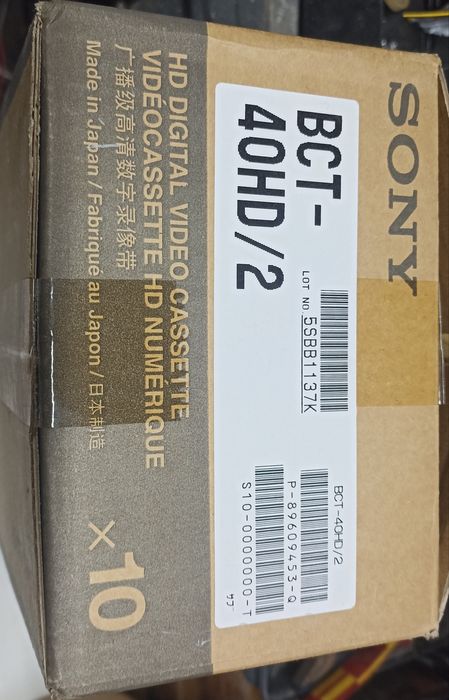 SONY
BCT-
40HD/2
LOT NO. 5SBB1137K
BCT-40HD/2
P-89609453-Q
S10-0000000-T
HD DIGITAL VIDEO CASSETTE
VIDÉOCASSETTE HD NUMÉRIQUE
广播级高清数字录像带
Made in Japan / Fabriqué au Japon / 日本制造
×10